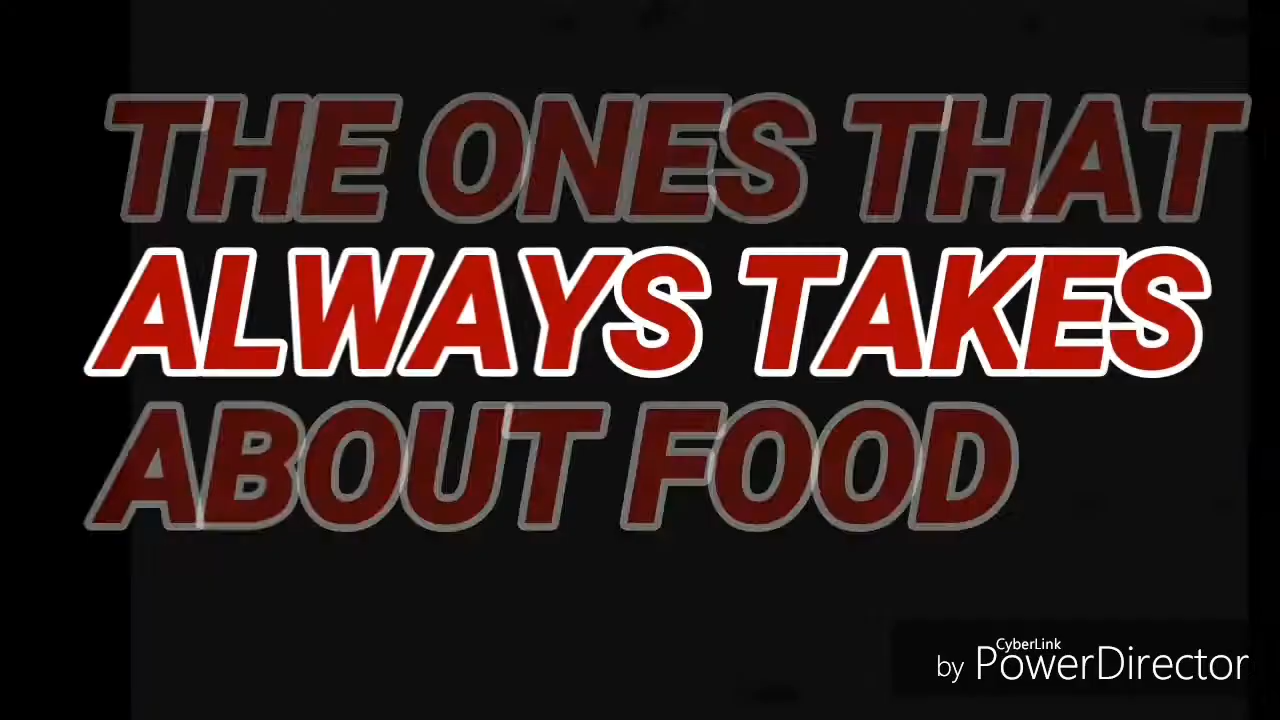 THE ONES THAT
ALWAYS TAKES
ABOUT FOOD
CyberLink
by PowerDirector